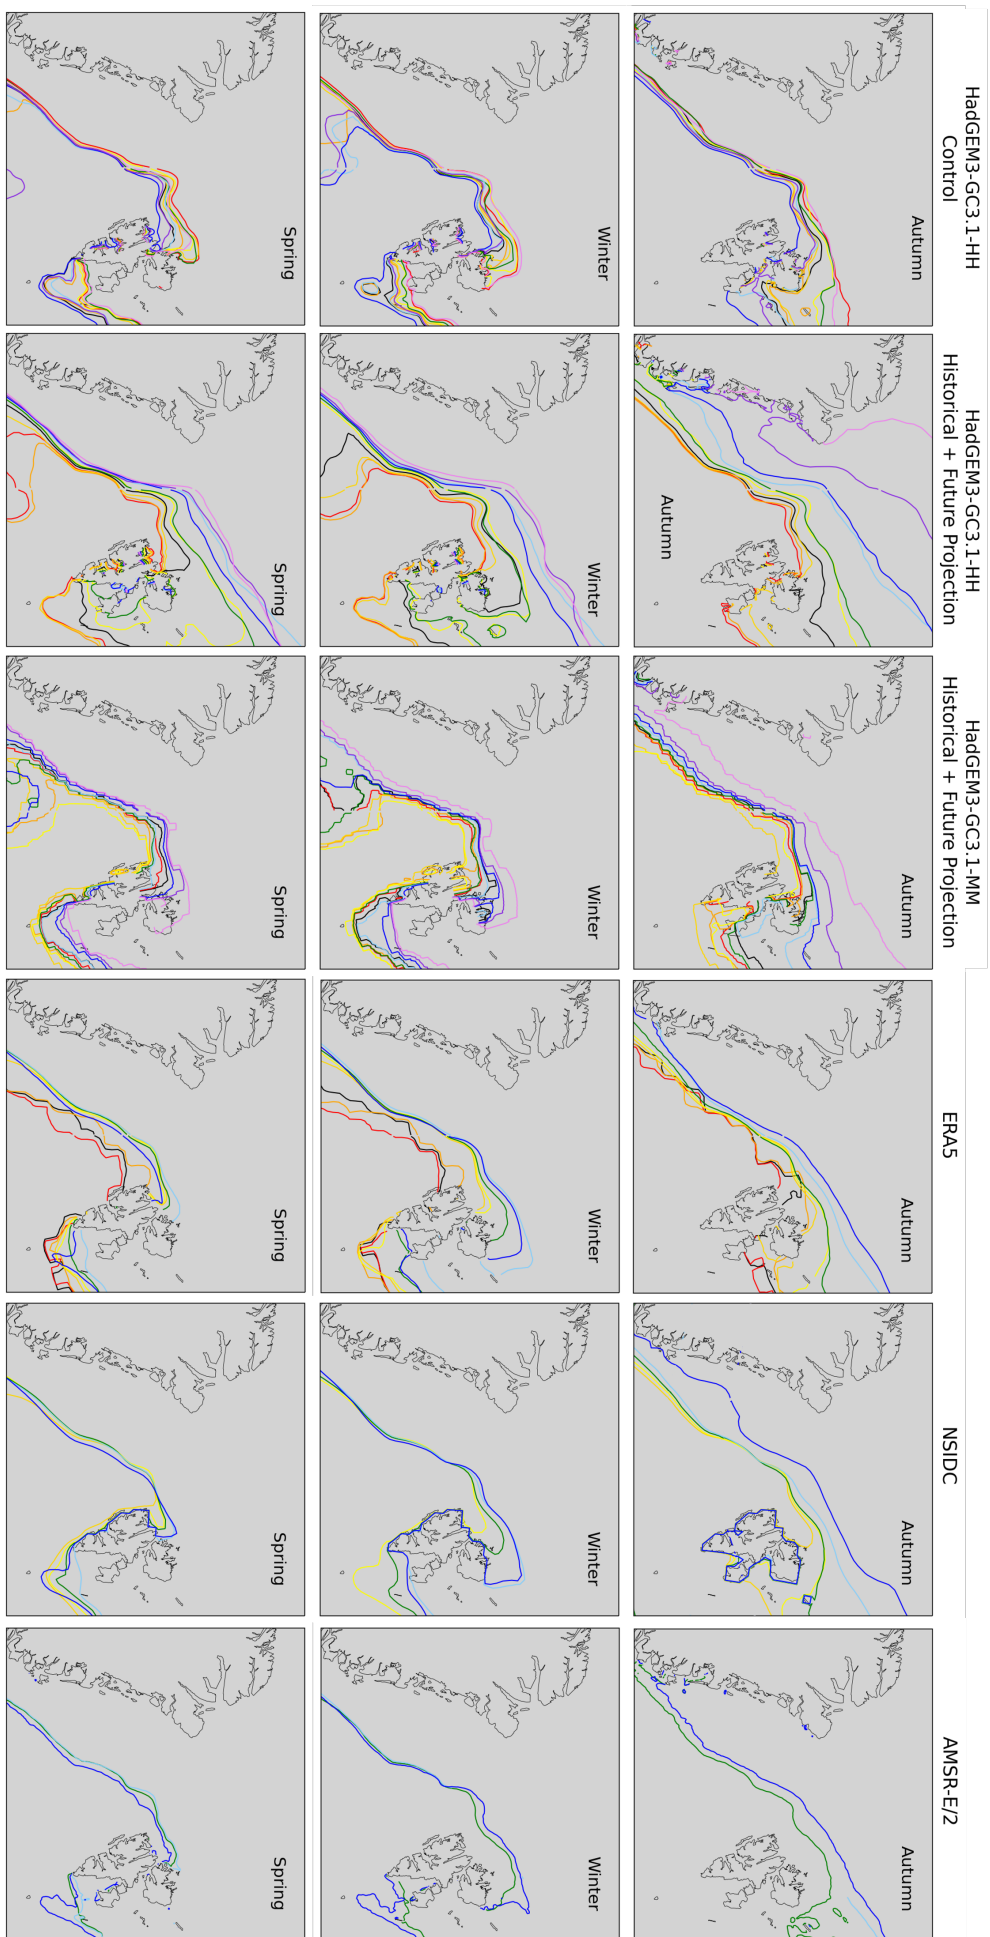 HadGEM3-GC3.1-HH
Control
Autumn
Winter
Spring
HadGEM3-GC3.1-HH
Historical + Future Projection
Autumn
Winter
Spring
HadGEM3-GC3.1-MM
Historical + Future Projection
Autumn
Winter
Spring
ERA5
Autumn
Winter
Spring
NSIDC
Autumn
Winter
Spring
AMSR-E/2
Autumn
Winter
Spring